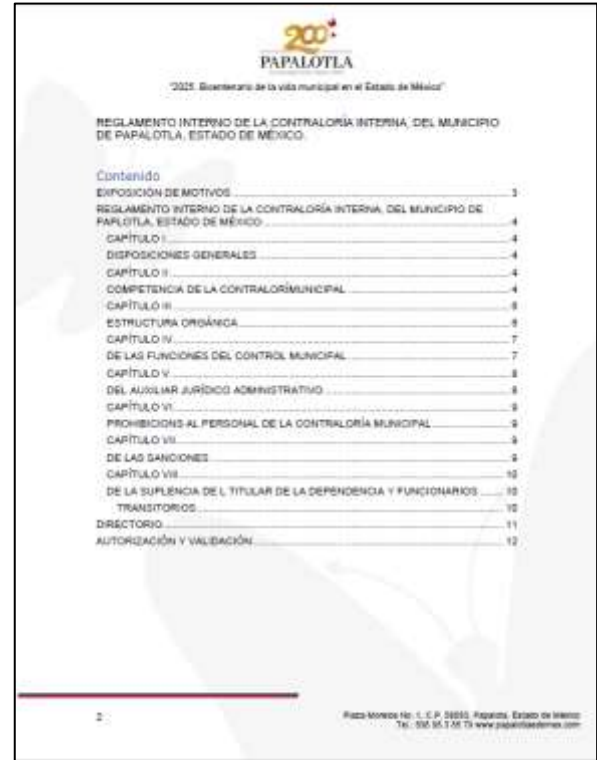 200
PAPALOTLA
"2025. Bicentenario de la vida municipal en el Estado de México"
REGLAMENTO INTERNO DE LA CONTRALORÍA INTERNA, DEL MUNICIPIO
DE PAPALOTLA, ESTADO DE MÉXICO.
Contenido
EXPOSICIÓN DE MOTIVOS 3
REGLAMENTO INTERNO DE LA CONTRALORÍA INTERNA, DEL MUNICIPIO DE
PAPLOTLA, ESTADO DE MÉXICO 4
CAPÍTULO I 4
DISPOSICIONES GENERALES 4
CAPÍTULO II 4
COMPETENCIA DE LA CONTRALORÍMUNICIPAL 4
CAPÍTULO III 6
ESTRUCTURA ORGÁNICA 6
CAPÍTULO IV 7
DE LAS FUNCIONES DEL CONTROL MUNICIPAL 7
CAPÍTULO V 8
DEL AUXILIAR JURÍDICO ADMINISTRATIVO 8
CAPÍTULO VI 9
PROHIBICIONS AL PERSONAL DE LA CONTRALORÍA MUNICIPAL 9
CAPÍTULO VII 9
DE LAS SANCIONES 9
CAPÍTULO VIII 10
DE LA SUPLENCIA DE L TITULAR DE LA DEPENDENCIA Y FUNCIONARIOS 10
TRANSITORIOS 10
DIRECTORIO 11
AUTORIZACIÓN Y VALIDACIÓN 12
2
Plaza Morelos No. 1, C.P. Papalotla, Estado de México
Tel.